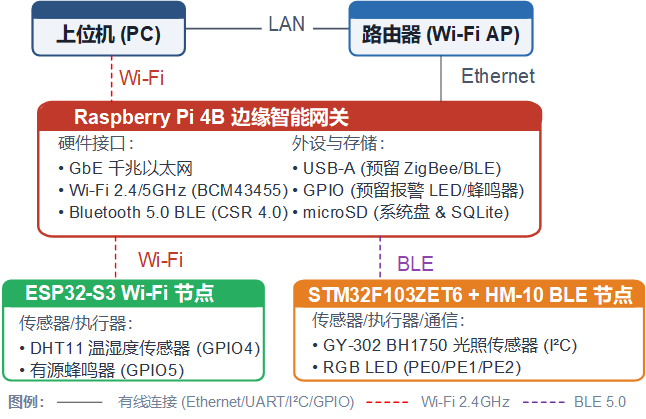 上位机 (PC)
LAN
路由器 (Wi-Fi AP)
Wi-Fi
Ethernet
Raspberry Pi 4B 边缘智能网关
硬件接口：
• GbE 千兆以太网
• Wi-Fi 2.4/5GHz (BCM43455)
• Bluetooth 5.0 BLE (CSR 4.0)
外设与存储：
• USB-A (预留 ZigBee/BLE)
• GPIO (预留报警 LED/蜂鸣器)
• microSD (系统盘 & SQLite)
Wi-Fi
BLE
ESP32-S3 Wi-Fi 节点
传感器/执行器：
• DHT11 温湿度传感器 (GPIO4)
• 有源蜂鸣器 (GPIO5)
STM32F103ZET6 + HM-10 BLE 节点
传感器/执行器/通信：
• GY-302 BH1750 光照传感器 (I²C)
• RGB LED (PE0/PE1/PE2)
图例： 有线连接 (Ethernet/UART/I²C/GPIO) Wi-Fi 2.4GHz BLE 5.0